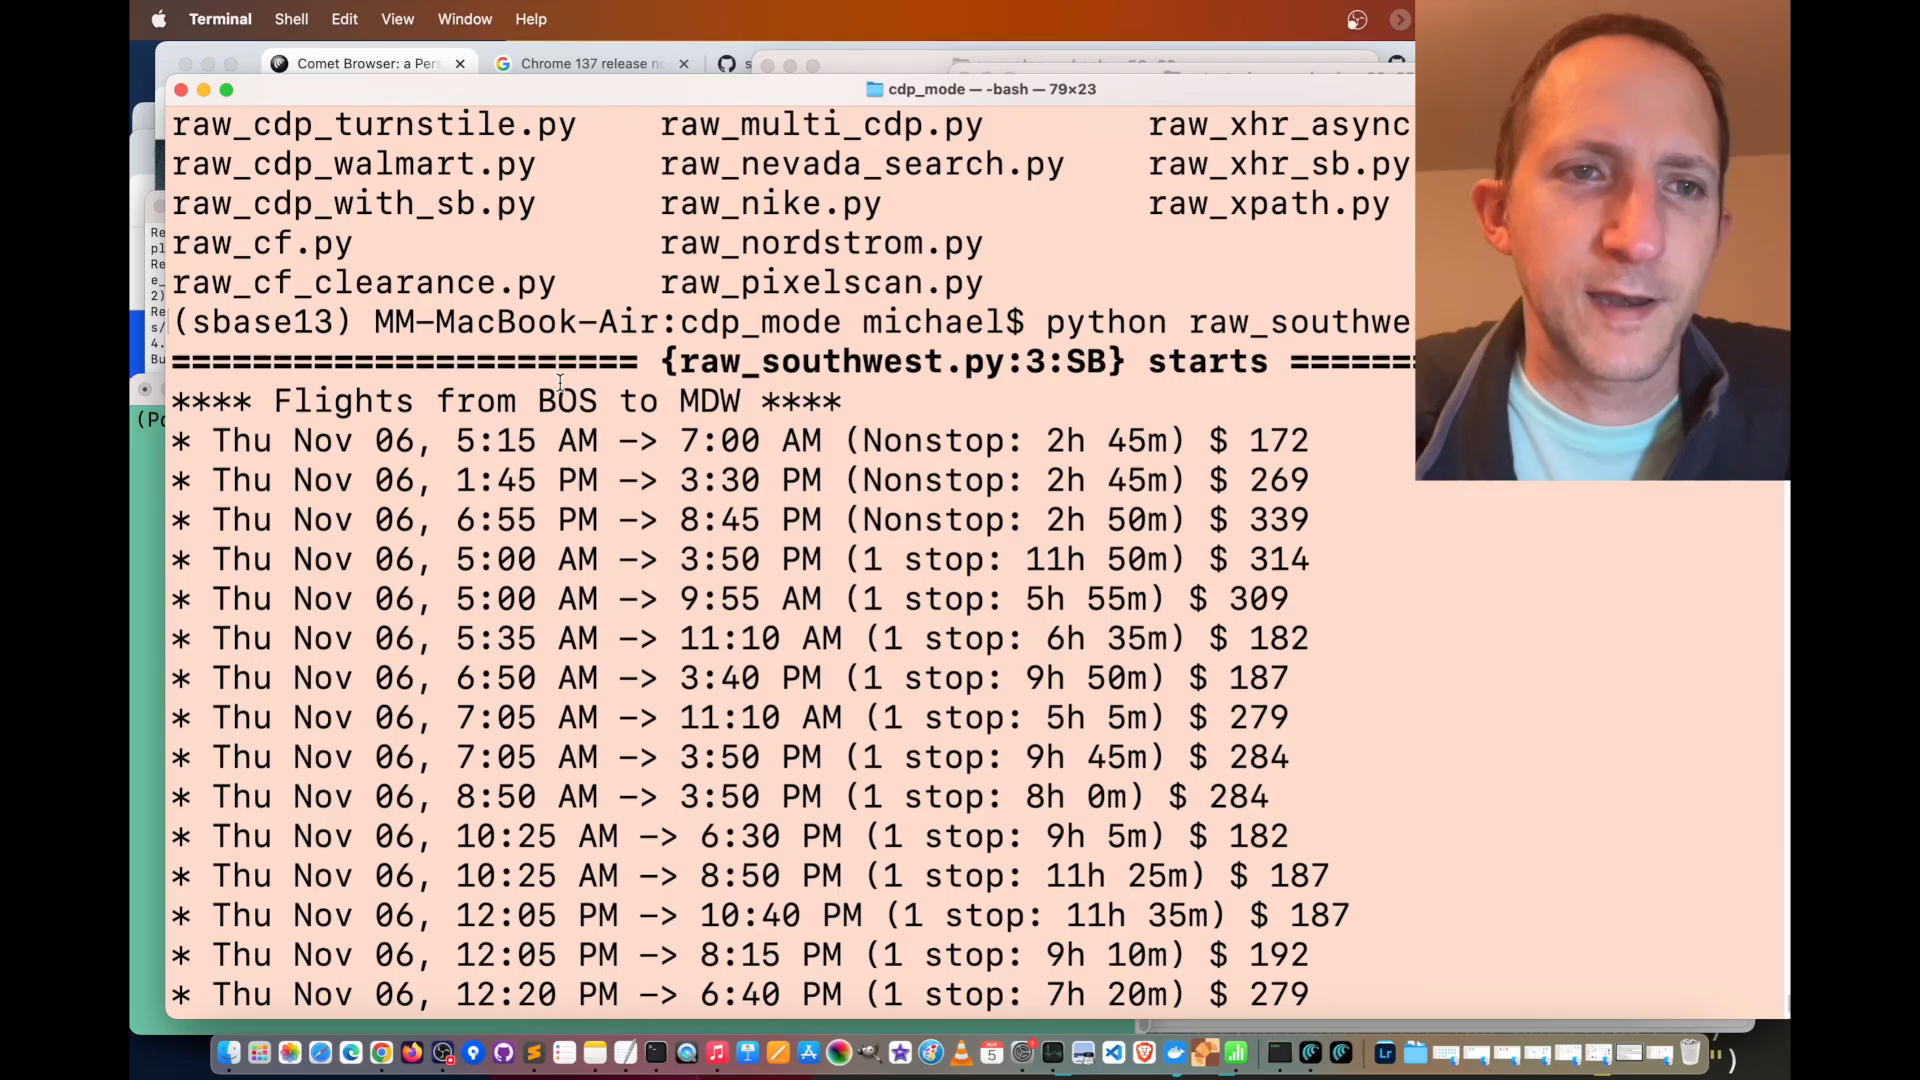 Terminal Shell Edit View Window Help
Comet Browser: a Per Chrome 137 release n s
cdp_mode — -bash — 79×23
raw_cdp_turnstile.py raw_multi_cdp.py raw_xhr_async
raw_cdp_walmart.py raw_nevada_search.py raw_xhr_sb.py
raw_cdp_with_sb.py raw_nike.py raw_xpath.py
raw_cf.py raw_nordstrom.py
raw_cf_clearance.py raw_pixelscan.py
(sbase13) MM-MacBook-Air:cdp_mode michael$ python raw_southwe
======================= {raw_southwest.py:3:SB} starts =======
**** Flights from BOS to MDW ****
* Thu Nov 06, 5:15 AM -> 7:00 AM (Nonstop: 2h 45m) $ 172
* Thu Nov 06, 1:45 PM -> 3:30 PM (Nonstop: 2h 45m) $ 269
* Thu Nov 06, 6:55 PM -> 8:45 PM (Nonstop: 2h 50m) $ 339
* Thu Nov 06, 5:00 AM -> 3:50 PM (1 stop: 11h 50m) $ 314
* Thu Nov 06, 5:00 AM -> 9:55 AM (1 stop: 5h 55m) $ 309
* Thu Nov 06, 5:35 AM -> 11:10 AM (1 stop: 6h 35m) $ 182
* Thu Nov 06, 6:50 AM -> 3:40 PM (1 stop: 9h 50m) $ 187
* Thu Nov 06, 7:05 AM -> 11:10 AM (1 stop: 5h 5m) $ 279
* Thu Nov 06, 7:05 AM -> 3:50 PM (1 stop: 9h 45m) $ 284
* Thu Nov 06, 8:50 AM -> 3:50 PM (1 stop: 8h 0m) $ 284
* Thu Nov 06, 10:25 AM -> 6:30 PM (1 stop: 9h 5m) $ 182
* Thu Nov 06, 10:25 AM -> 8:50 PM (1 stop: 11h 25m) $ 187
* Thu Nov 06, 12:05 PM -> 10:40 PM (1 stop: 11h 35m) $ 187
* Thu Nov 06, 12:05 PM -> 8:15 PM (1 stop: 9h 10m) $ 192
* Thu Nov 06, 12:20 PM -> 6:40 PM (1 stop: 7h 20m) $ 279